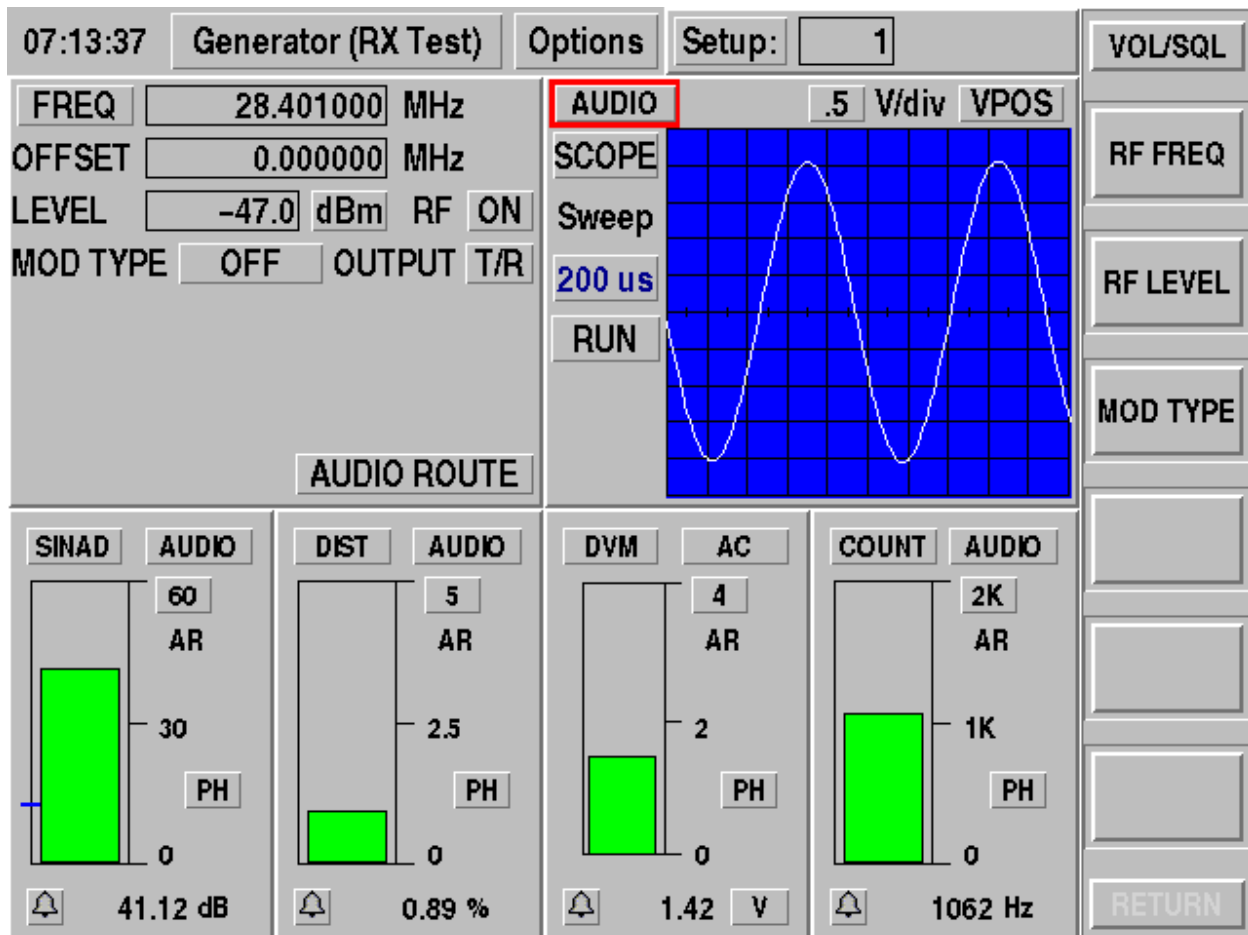 07:13:37 Generator (RX Test) Options Setup: 1 VOL/SQL
FREQ 28.401000 MHz
OFFSET 0.000000 MHz
LEVEL -47.0 dBm RF ON
MOD TYPE OFF OUTPUT T/R
AUDIO ROUTE
AUDIO .5 V/div VPOS
SCOPE
Sweep
200 us
RUN
RF FREQ
RF LEVEL
MOD TYPE
SINAD AUDIO
60
AR
30
PH
0
41.12 dB
DIST AUDIO
5
AR
2.5
PH
0
0.89 %
DVM AC
4
AR
2
PH
0
1.42 V
COUNT AUDIO
2K
AR
1K
PH
0
1062 Hz
RETURN